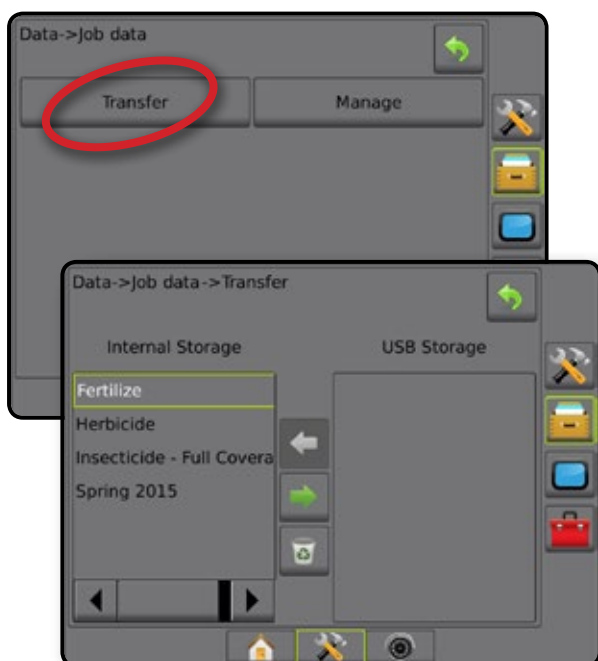 Data->Job data
Transfer
Manage
Data->Job data->Transfer
Internal Storage
USB Storage
Fertilize
Herbicide
Insecticide - Full Covera
Spring 2015